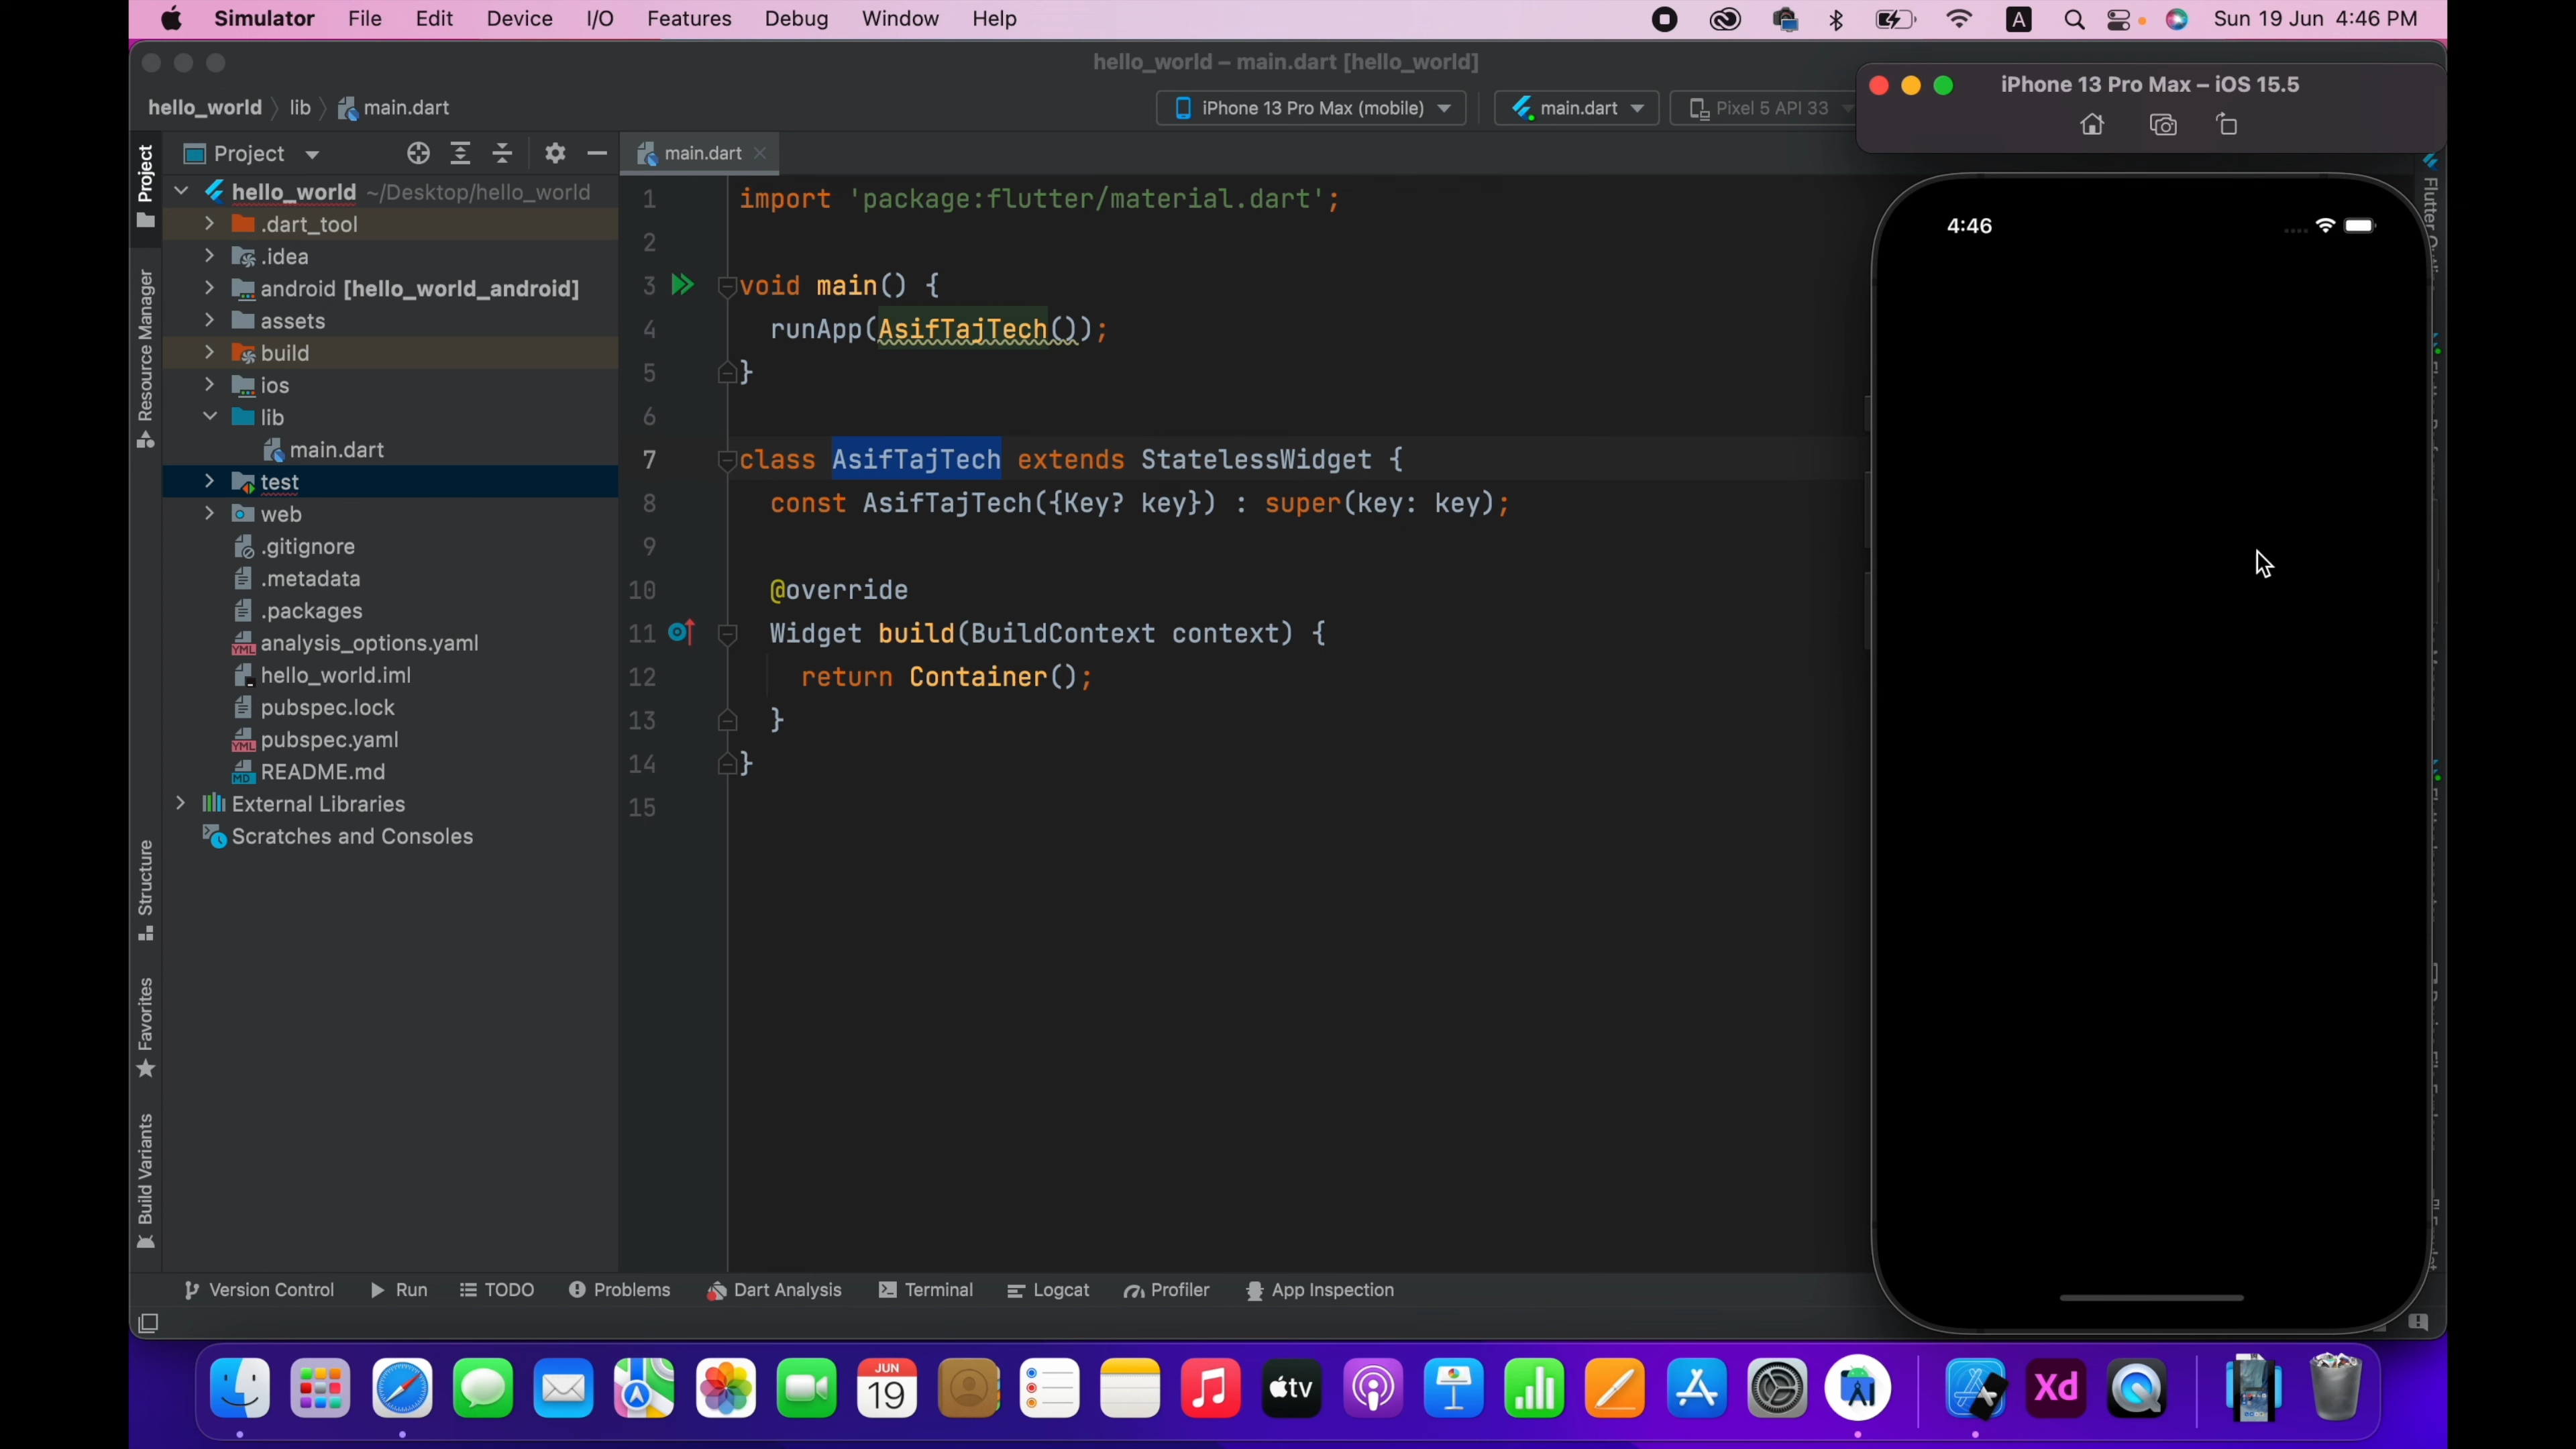 Simulator File Edit Device I/O Features Debug Window Help
A Sun 19 Jun 4:46 PM
hello_world – main.dart [hello_world]
hello_world lib main.dart
iPhone 13 Pro Max (mobile) main.dart Pixel 5 API 33
iPhone 13 Pro Max – iOS 15.5
Project
main.dart
hello_world ~/Desktop/hello_world
.dart_tool
.idea
android [hello_world_android]
assets
build
ios
lib
main.dart
test
web
.gitignore
.metadata
.packages
analysis_options.yaml
hello_world.iml
pubspec.lock
pubspec.yaml
README.md
External Libraries
Scratches and Consoles
Project
Resource Manager
Structure
Favorites
Build Variants
1 import 'package:flutter/material.dart';
2
3 void main() {
4 runApp(AsifTajTech());
5 }
6
7 class AsifTajTech extends StatelessWidget {
8 const AsifTajTech({Key? key}) : super(key: key);
9
10 @override
11 Widget build(BuildContext context) {
12 return Container();
13 }
14 }
15
4:46
Flutter
Version Control Run TODO Problems Dart Analysis Terminal Logcat Profiler App Inspection
JUN
19
tv
Xd